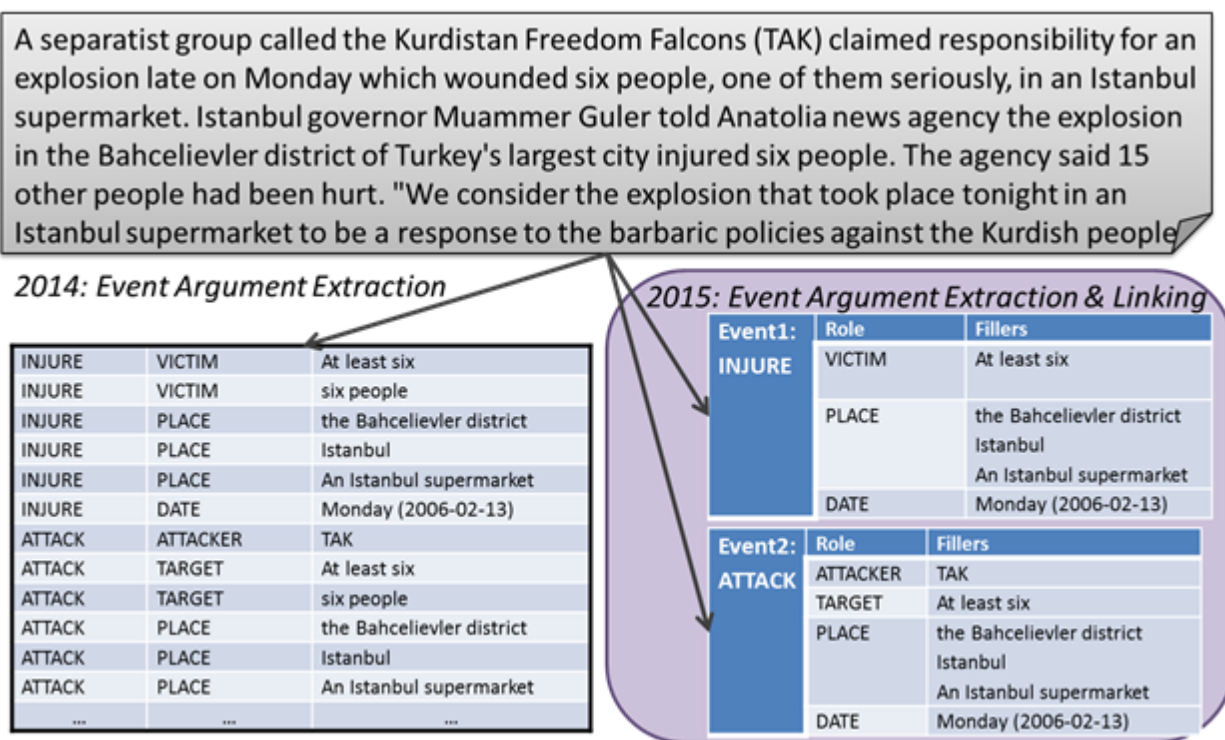 A separatist group called the Kurdistan Freedom Falcons (TAK) claimed responsibility for an
explosion late on Monday which wounded six people, one of them seriously, in an Istanbul
supermarket. Istanbul governor Muammer Guler told Anatolia news agency the explosion
in the Bahcelievler district of Turkey's largest city injured six people. The agency said 15
other people had been hurt. "We consider the explosion that took place tonight in an
Istanbul supermarket to be a response to the barbaric policies against the Kurdish people
2014: Event Argument Extraction
INJURE VICTIM At least six
INJURE VICTIM six people
INJURE PLACE the Bahcelievler district
INJURE PLACE Istanbul
INJURE PLACE An Istanbul supermarket
INJURE DATE Monday (2006-02-13)
ATTACK ATTACKER TAK
ATTACK TARGET At least six
ATTACK TARGET six people
ATTACK PLACE the Bahcelievler district
ATTACK PLACE Istanbul
ATTACK PLACE An Istanbul supermarket
... ... ...
2015: Event Argument Extraction & Linking
Event1: Role Fillers
INJURE VICTIM At least six
PLACE the Bahcelievler district
Istanbul
An Istanbul supermarket
DATE Monday (2006-02-13)
Event2: Role Fillers
ATTACK ATTACKER TAK
TARGET At least six
PLACE the Bahcelievler district
Istanbul
An Istanbul supermarket
DATE Monday (2006-02-13)